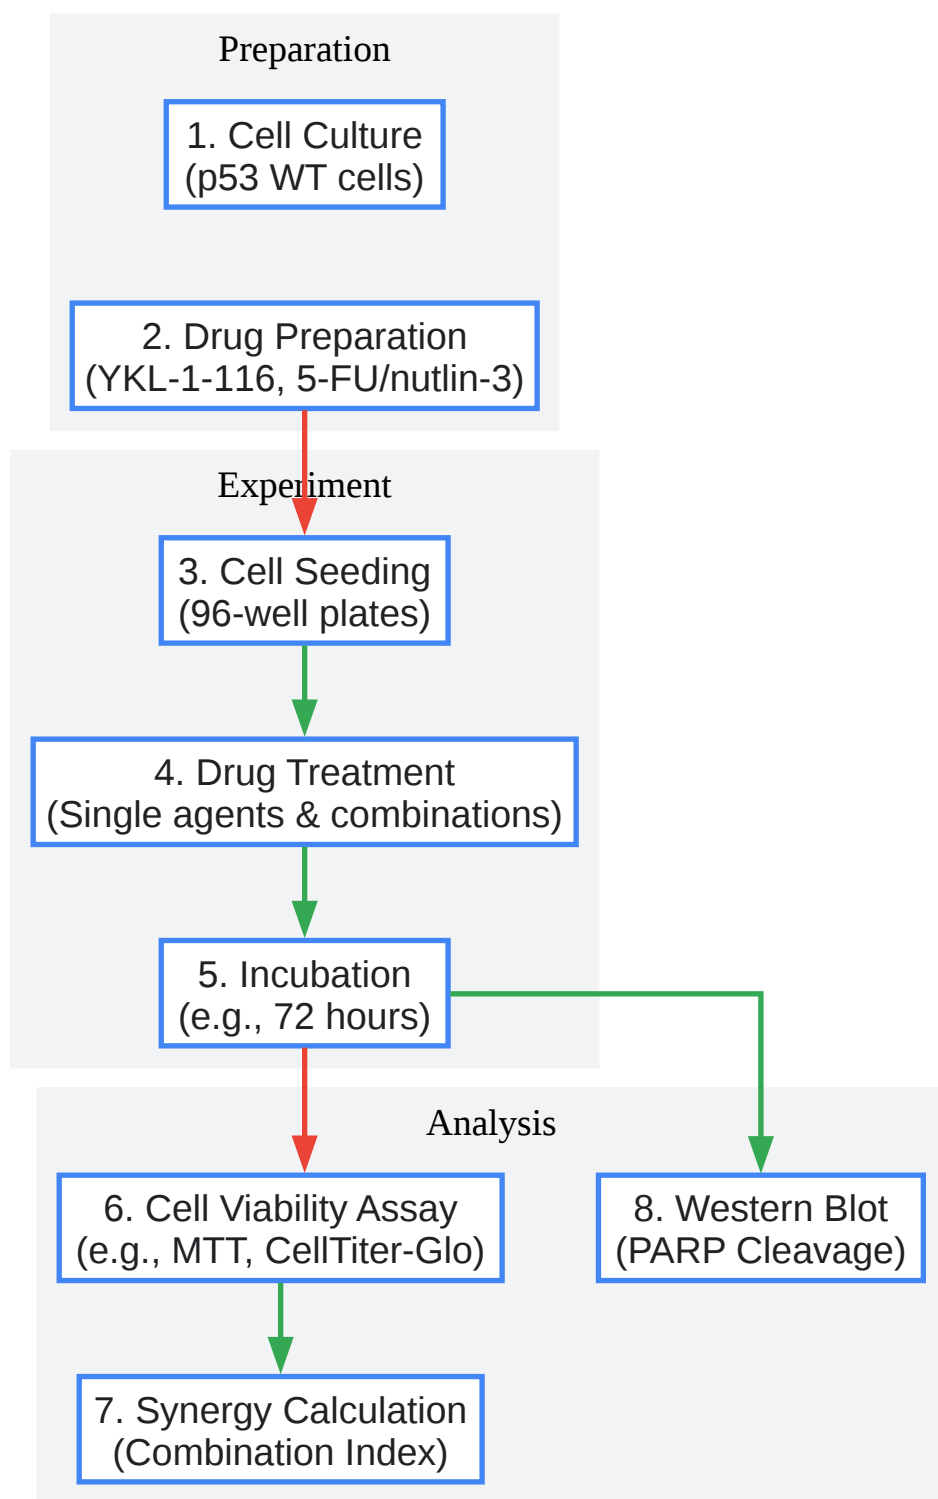 Preparation
1. Cell Culture
(p53 WT cells)
2. Drug Preparation
(YKL-1-116, 5-FU/nutlin-3)
Experiment
3. Cell Seeding
(96-well plates)
4. Drug Treatment
(Single agents & combinations)
5. Incubation
(e.g., 72 hours)
Analysis
6. Cell Viability Assay
(e.g., MTT, CellTiter-Glo)
8. Western Blot
(PARP Cleavage)
7. Synergy Calculation
(Combination Index)